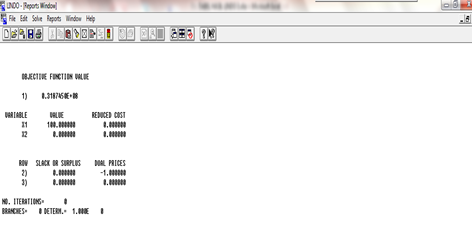 LINDO - [Reports Window]
File Edit Solve Reports Window Help
OBJECTIVE FUNCTION VALUE
1) 0.3187450E+08
VARIABLE VALUE REDUCED COST
X1 100.000000 0.000000
X2 0.000000 0.000000
ROW SLACK OR SURPLUS DUAL PRICES
2) 0.000000 -1.000000
3) 0.000000 0.000000
NO. ITERATIONS= 0
BRANCHES= 0 DETERM.= 1.000E 0